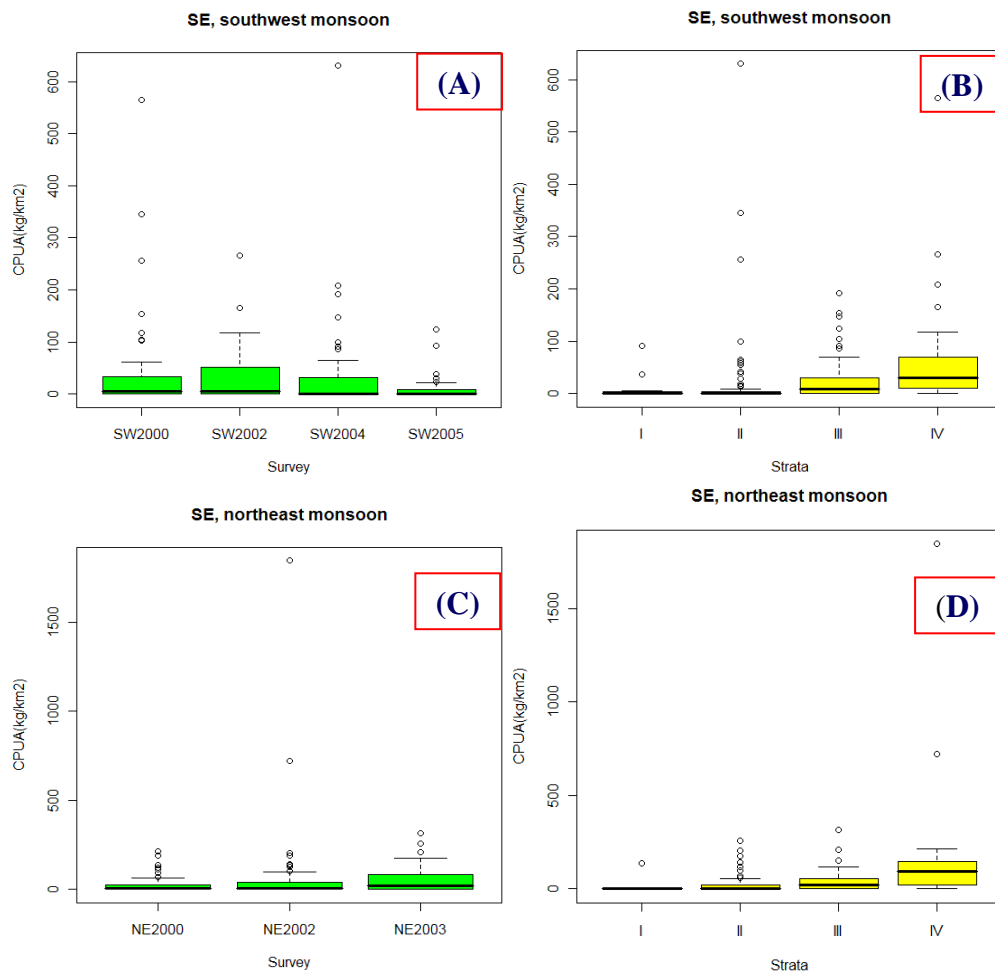 SE, southwest monsoon
(A)
CPUA(kg/km2)
600
500
400
300
200
100
0
SW2000 SW2002 SW2004 SW2005
Survey
SE, southwest monsoon
(B)
CPUA(kg/km2)
600
500
400
300
200
100
0
Ⅰ Ⅱ Ⅲ Ⅳ
Strata
SE, northeast monsoon
(C)
CPUA(kg/km2)
1500
1000
500
0
NE2000 NE2002 NE2003
Survey
SE, northeast monsoon
(D)
CPUA(kg/km2)
1500
1000
500
0
Ⅰ Ⅱ Ⅲ Ⅳ
Strata